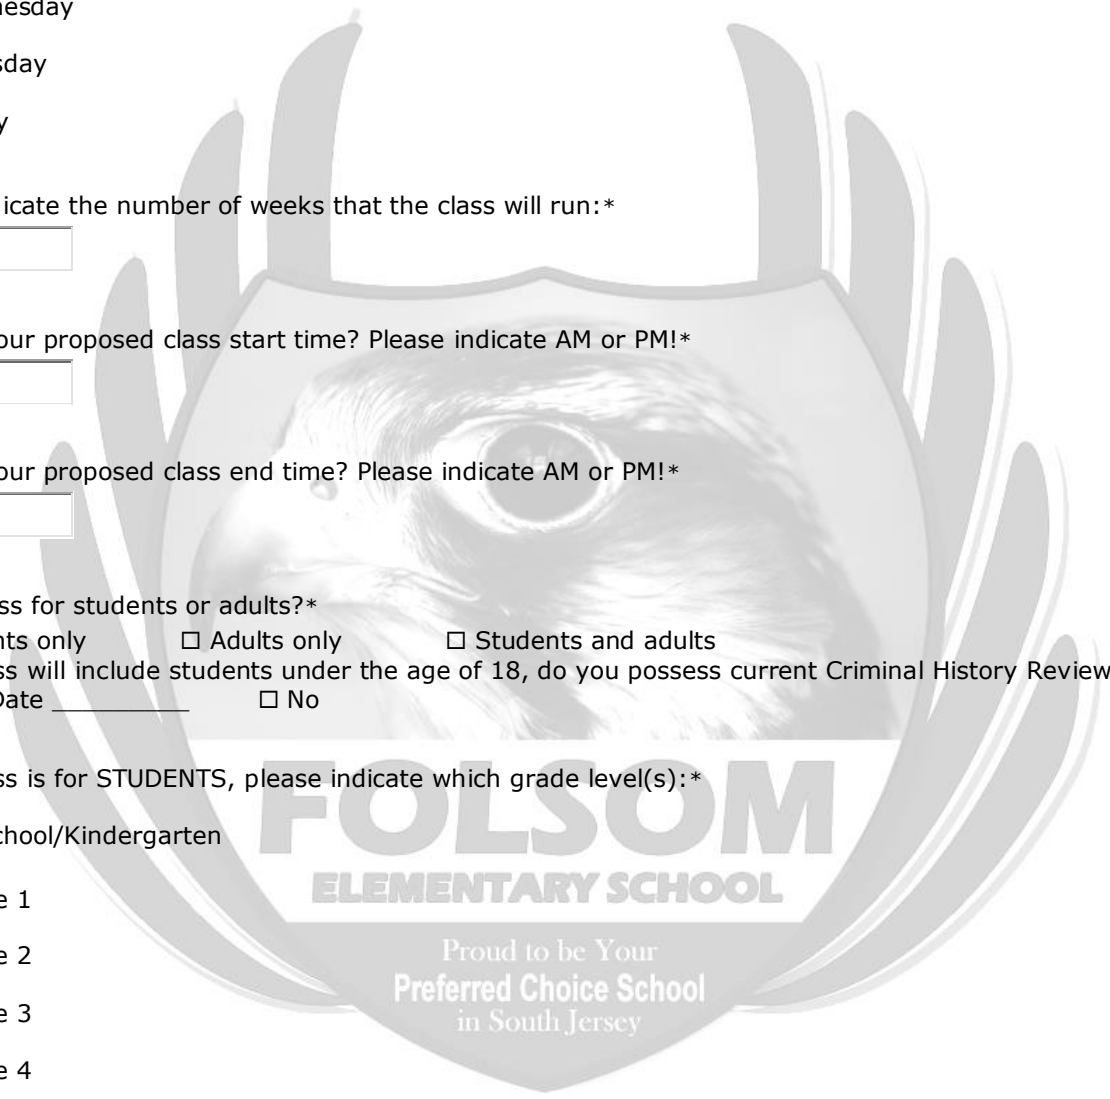 nesday
sday
y
icate the number of weeks that the class will run:*
our proposed class start time? Please indicate AM or PM!*
our proposed class end time? Please indicate AM or PM!*
ss for students or adults?*
nts only ☐ Adults only ☐ Students and adults
ss will include students under the age of 18, do you possess current Criminal History Review
Date __________ ☐ No
ss is for STUDENTS, please indicate which grade level(s):*
chool/Kindergarten
FOLSOM
ELEMENTARY SCHOOL
e 1
e 2
Proud to be Your
Preferred Choice School
e 3
in South Jersey
e 4